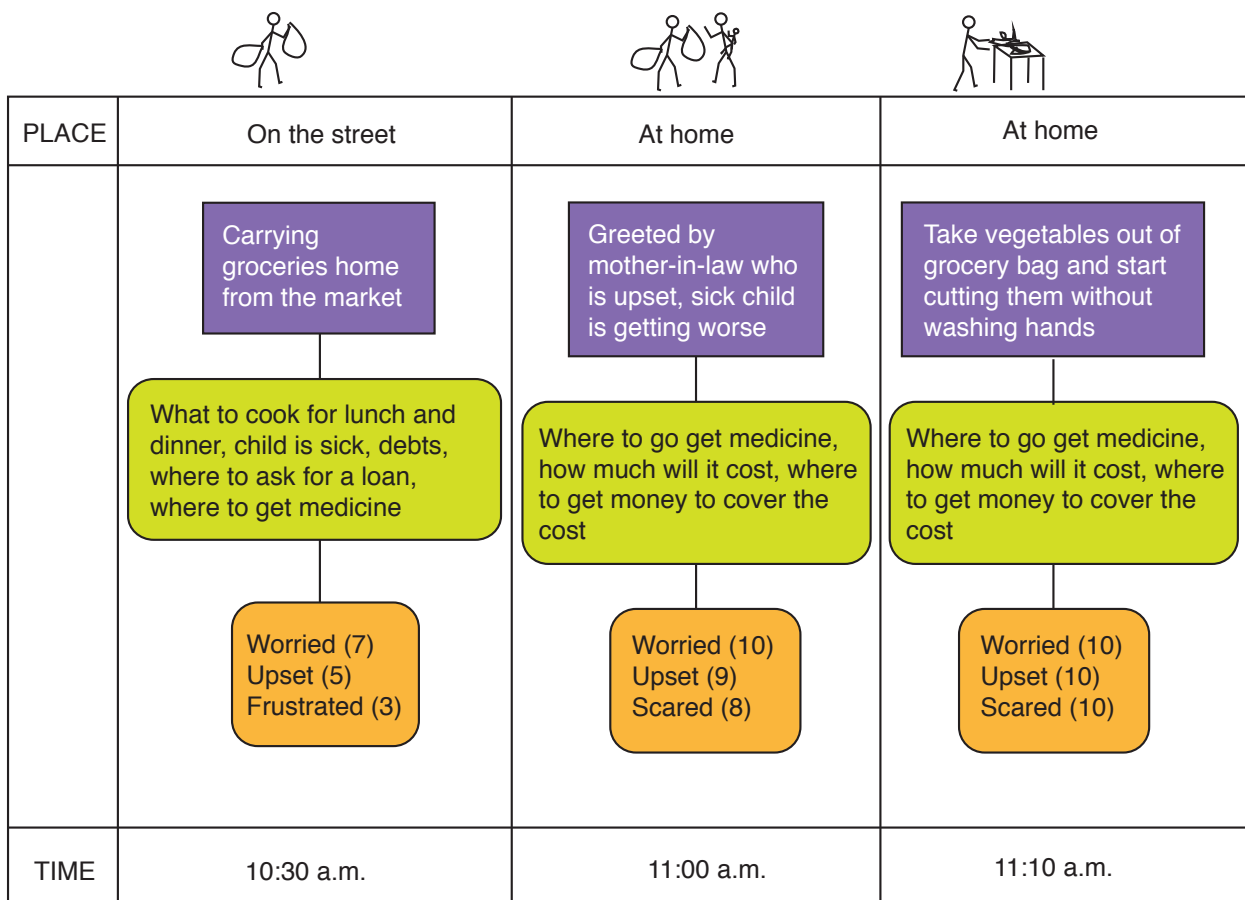 PLACE
On the street
At home
At home
Carrying
groceries home
from the market
Greeted by
mother-in-law who
is upset, sick child
is getting worse
Take vegetables out of
grocery bag and start
cutting them without
washing hands
What to cook for lunch and
dinner, child is sick, debts,
where to ask for a loan,
where to get medicine
Where to go get medicine,
how much will it cost, where
to get money to cover the
cost
Where to go get medicine,
how much will it cost, where
to get money to cover the
cost
Worried (7)
Upset (5)
Frustrated (3)
Worried (10)
Upset (9)
Scared (8)
Worried (10)
Upset (10)
Scared (10)
TIME
10:30 a.m.
11:00 a.m.
11:10 a.m.